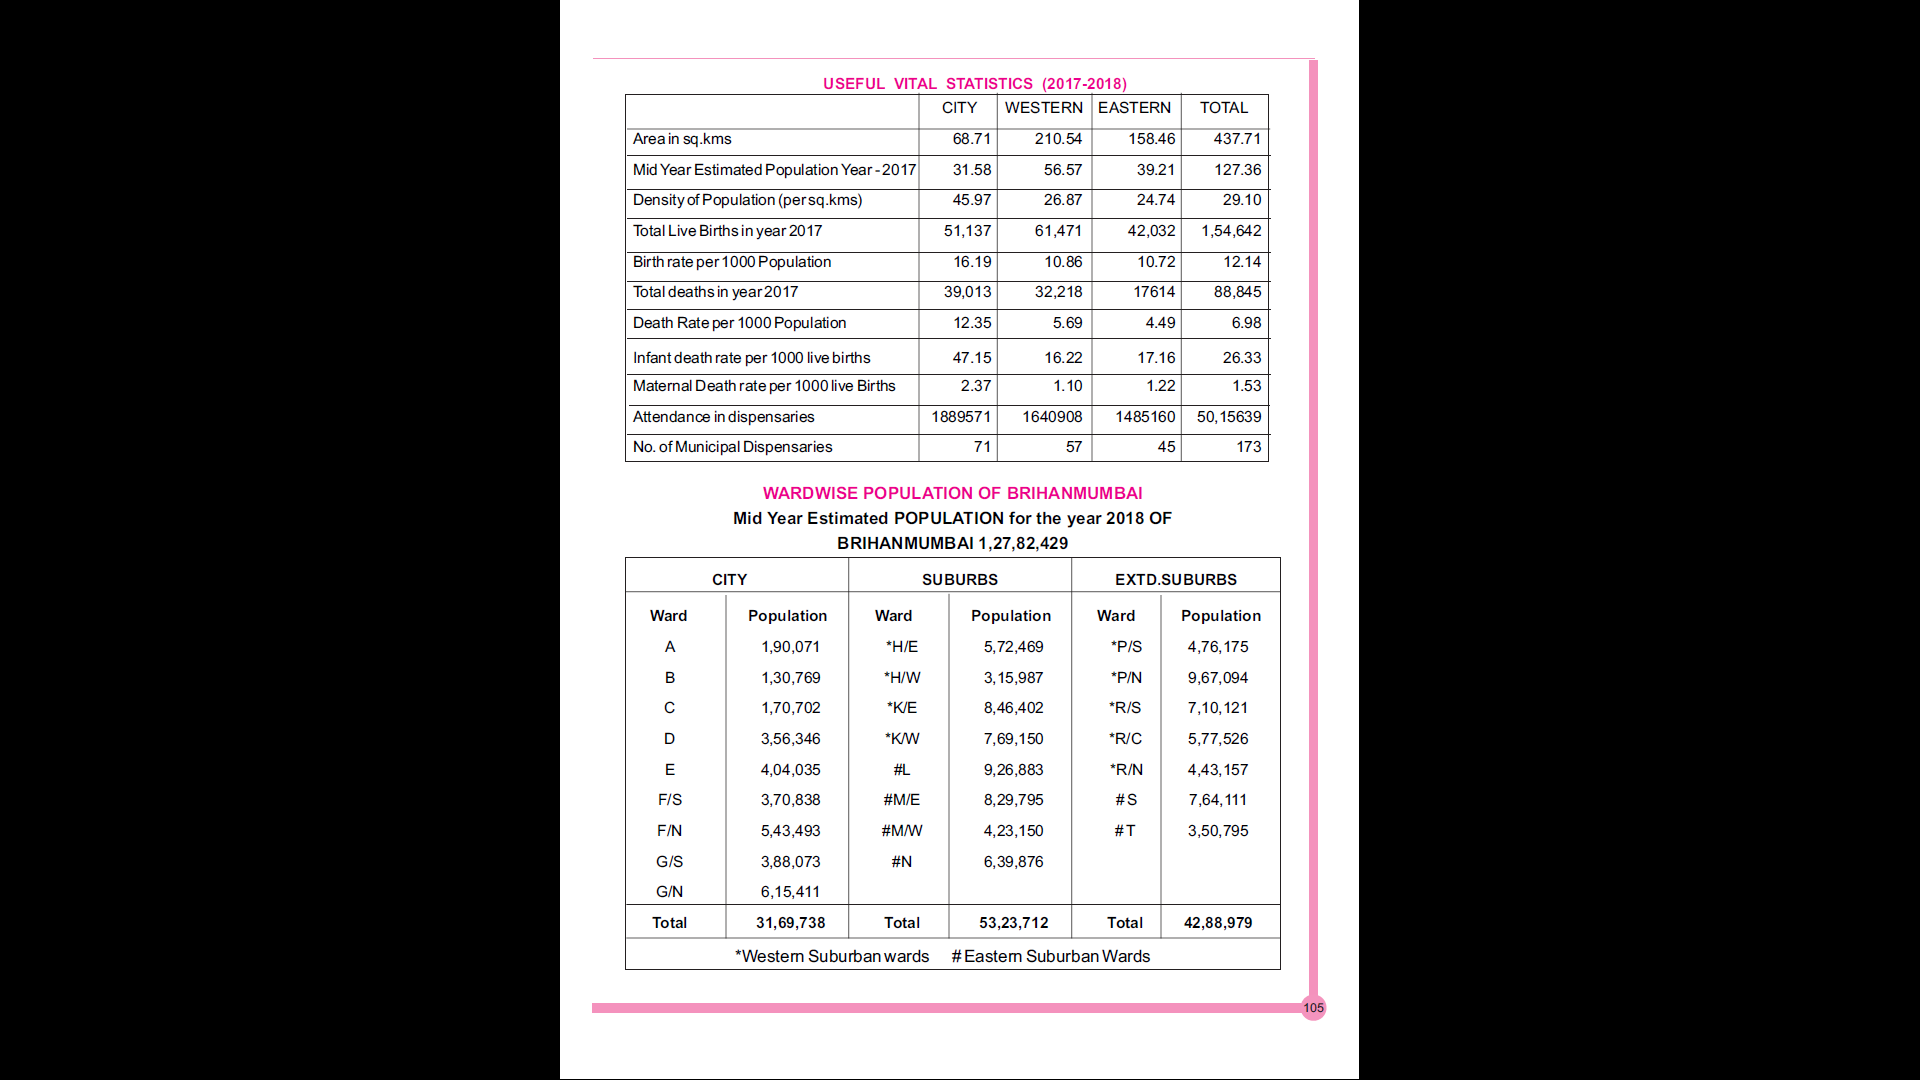 USEFUL VITAL STATISTICS (2017-2018)
CITY WESTERN EASTERN TOTAL
Area in sq.kms 68.71 210.54 158.46 437.71
Mid Year Estimated Population Year - 2017 31.58 56.57 39.21 127.36
Density of Population (per sq.kms) 45.97 26.87 24.74 29.10
Total Live Births in year 2017 51,137 61,471 42,032 1,54,642
Birth rate per 1000 Population 16.19 10.86 10.72 12.14
Total deaths in year 2017 39,013 32,218 17614 88,845
Death Rate per 1000 Population 12.35 5.69 4.49 6.98
Infant death rate per 1000 live births 47.15 16.22 17.16 26.33
Maternal Death rate per 1000 live Births 2.37 1.10 1.22 1.53
Attendance in dispensaries 1889571 1640908 1485160 50,15639
No. of Municipal Dispensaries 71 57 45 173
WARDWISE POPULATION OF BRIHANMUMBAI
Mid Year Estimated POPULATION for the year 2018 OF
BRIHANMUMBAI 1,27,82,429
CITY SUBURBS EXTD.SUBURBS
Ward Population Ward Population Ward Population
A 1,90,071 *H/E 5,72,469 *P/S 4,76,175
B 1,30,769 *H/W 3,15,987 *P/N 9,67,094
C 1,70,702 *K/E 8,46,402 *R/S 7,10,121
D 3,56,346 *K/W 7,69,150 *R/C 5,77,526
E 4,04,035 #L 9,26,883 *R/N 4,43,157
F/S 3,70,838 #M/E 8,29,795 #S 7,64,111
F/N 5,43,493 #M/W 4,23,150 #T 3,50,795
G/S 3,88,073 #N 6,39,876
G/N 6,15,411
Total 31,69,738 Total 53,23,712 Total 42,88,979
*Western Suburban wards # Eastern Suburban Wards
105